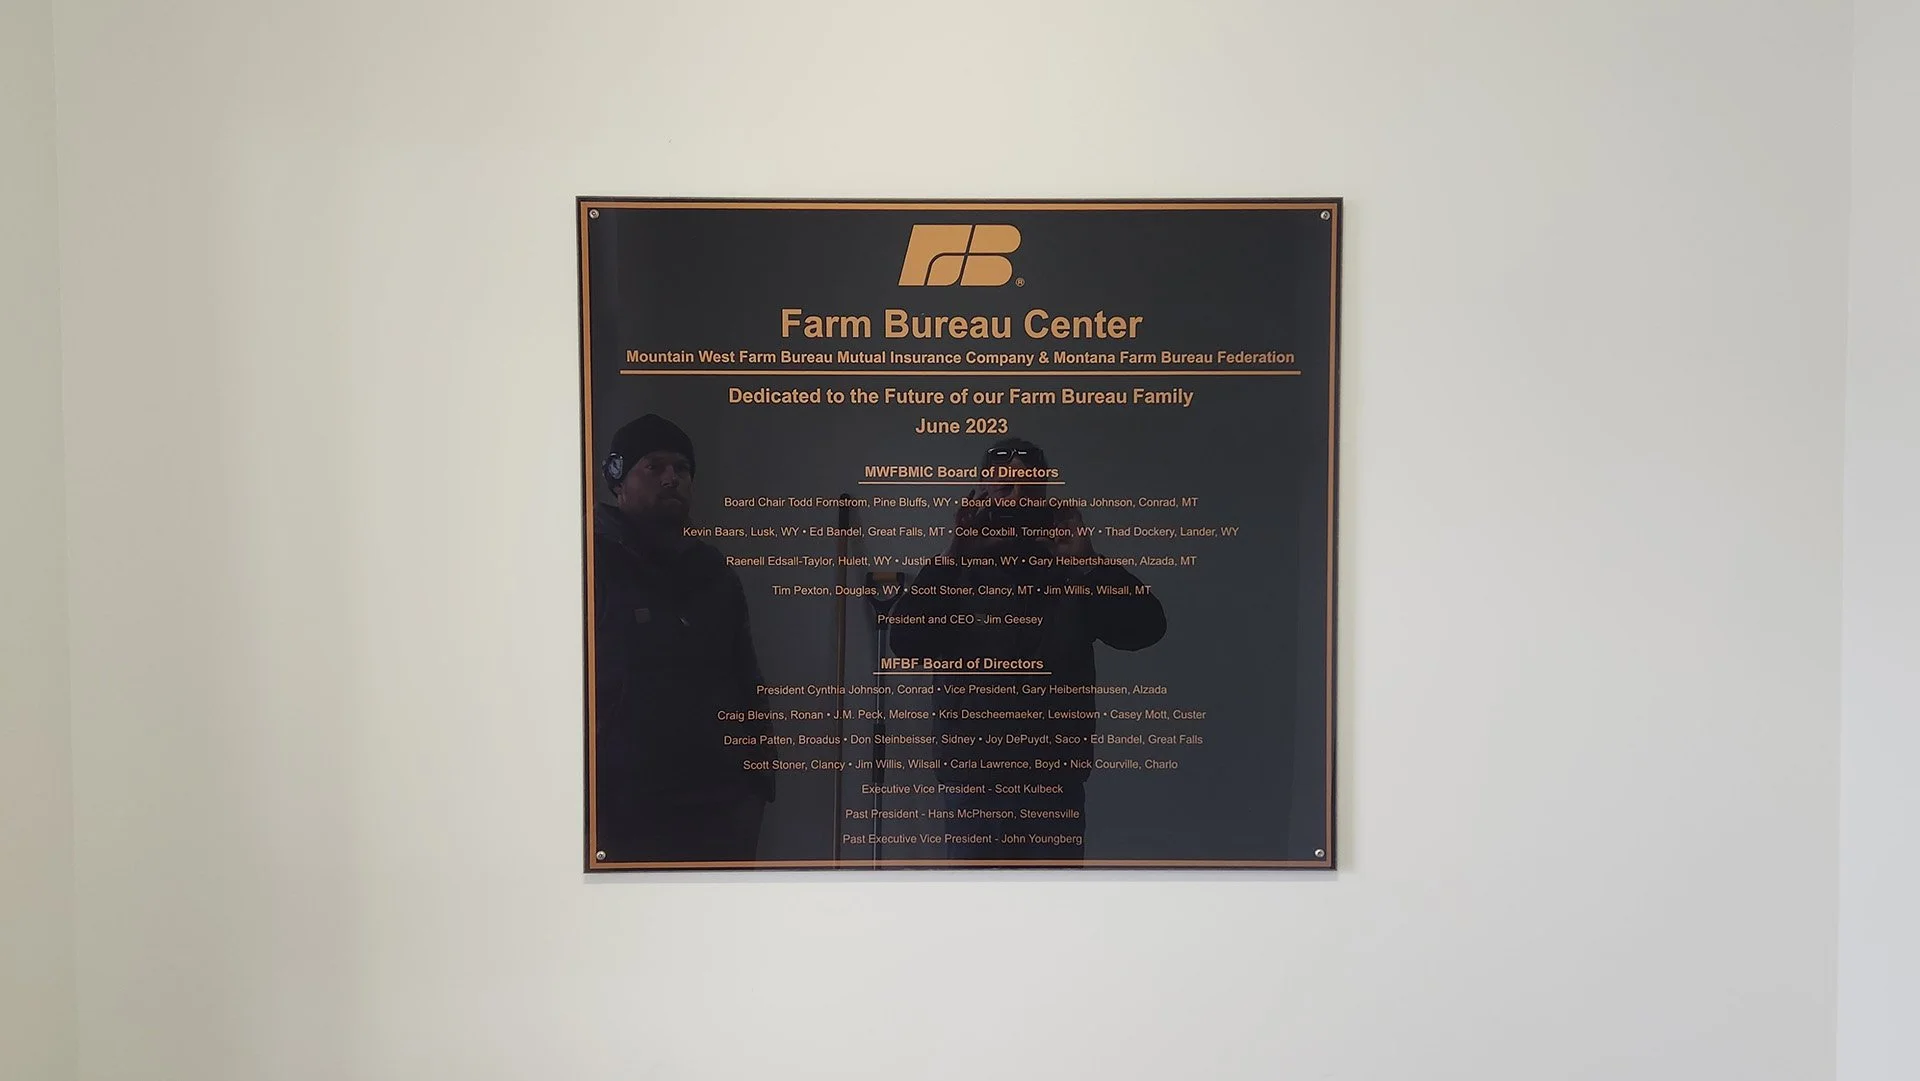 FB®
Farm Bureau Center
Mountain West Farm Bureau Mutual Insurance Company & Montana Farm Bureau Federation
Dedicated to the Future of our Farm Bureau Family
June 2023
MWFBMIC Board of Directors
Board Chair Todd Fornstrom, Pine Bluffs, WY • Board Vice Chair Cynthia Johnson, Conrad, MT
Kevin Baars, Lusk, WY • Ed Bandel, Great Falls, MT • Cole Coxbill, Torrington, WY • Thad Dockery, Lander, WY
Raenell Edsall-Taylor, Hulett, WY • Justin Ellis, Lyman, WY • Gary Heibertshausen, Alzada, MT
Tim Pexton, Douglas, WY • Scott Stoner, Clancy, MT • Jim Willis, Wilsall, MT
President and CEO - Jim Geesey
MFBF Board of Directors
President Cynthia Johnson, Conrad • Vice President, Gary Heibertshausen, Alzada
Craig Blevins, Ronan • J.M. Peck, Melrose • Kris Descheemaeker, Lewistown • Casey Mott, Custer
Darcia Patten, Broadus • Don Steinbeisser, Sidney • Joy DePuydt, Saco • Ed Bandel, Great Falls
Scott Stoner, Clancy • Jim Willis, Wilsall • Carla Lawrence, Boyd • Nick Courville, Charlo
Executive Vice President - Scott Kulbeck
Past President - Hans McPherson, Stevensville
Past Executive Vice President - John Youngberg